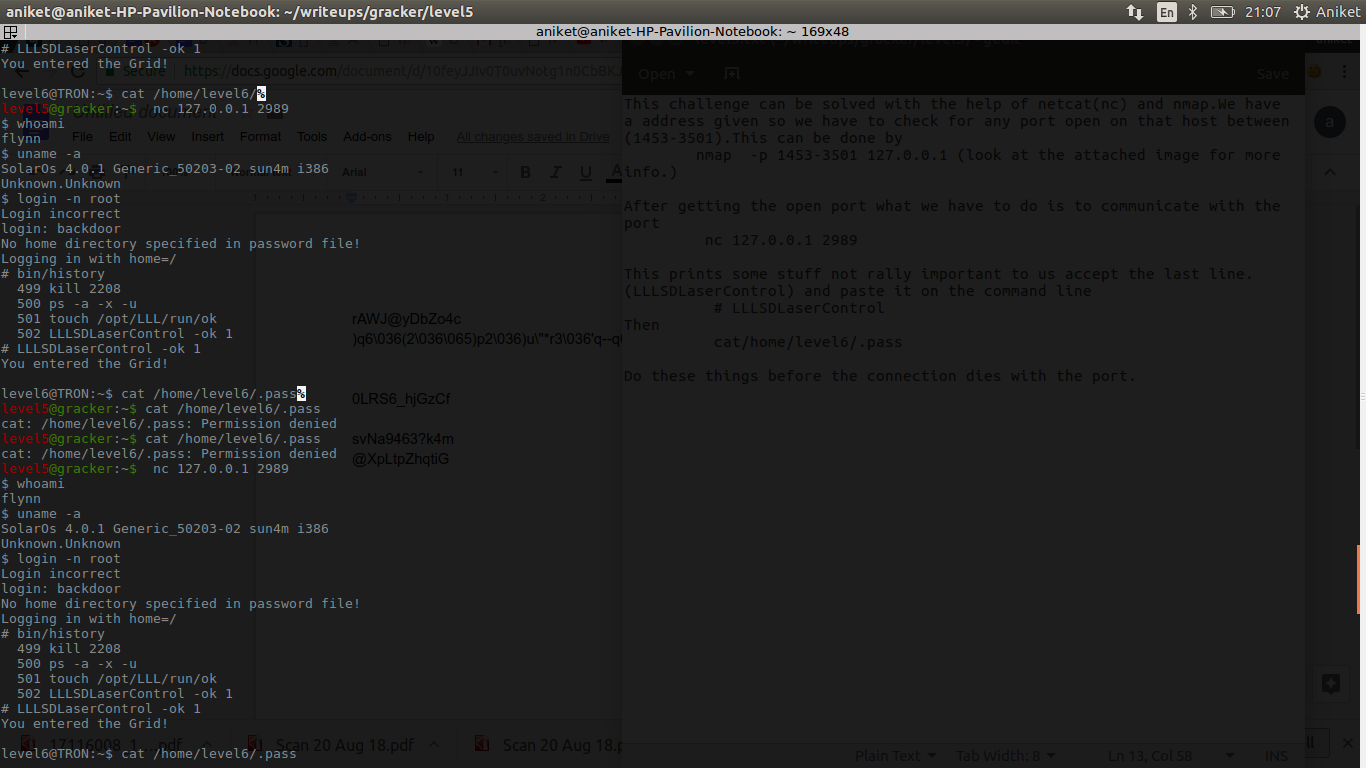 aniket@aniket-HP-Pavilion-Notebook: ~/writeups/gracker/level5
En
21:07
Aniket
aniket@aniket-HP-Pavilion-Notebook: ~ 169x48
# LLLSDLaserControl -ok 1
You entered the Grid!
level6@TRON:~$ cat /home/level6/%
level5@gracker:~$  nc 127.0.0.1 2989
$ whoami
flynn
$ uname -a
SolarOs 4.0.1 Generic_50203-02 sun4m i386
Unknown.Unknown
$ login -n root
Login incorrect
login: backdoor
No home directory specified in password file!
Logging in with home=/
# bin/history
  499 kill 2208
  500 ps -a -x -u
  501 touch /opt/LLL/run/ok
  502 LLLSDLaserControl -ok 1
# LLLSDLaserControl -ok 1
You entered the Grid!
level6@TRON:~$ cat /home/level6/.pass%
level5@gracker:~$ cat /home/level6/.pass
cat: /home/level6/.pass: Permission denied
level5@gracker:~$ cat /home/level6/.pass
cat: /home/level6/.pass: Permission denied
level5@gracker:~$  nc 127.0.0.1 2989
$ whoami
flynn
$ uname -a
SolarOs 4.0.1 Generic_50203-02 sun4m i386
Unknown.Unknown
$ login -n root
Login incorrect
login: backdoor
No home directory specified in password file!
Logging in with home=/
# bin/history
  499 kill 2208
  500 ps -a -x -u
  501 touch /opt/LLL/run/ok
  502 LLLSDLaserControl -ok 1
# LLLSDLaserControl -ok 1
You entered the Grid!
level6@TRON:~$ cat /home/level6/.pass
Secure
File Edit View Insert Format Tools Add-ons Help All changes saved in Drive
Arial 11 B I U A
rAWJ@yDbZo4c
)q6\036(2\036\065)p2\036)u\"*r3\036'q--q
0LRS6_hjGzCf
svNa9463?k4m
@XpLtpZhqtiG
Scan 20 Aug 18.pdf
Open Save
This challenge can be solved with the help of netcat(nc) and nmap.We have
a address given so we have to check for any port open on that host between
(1453-3501).This can be done by
nmap  -p 1453-3501 127.0.0.1 (look at the attached image for more
info.)
After getting the open port what we have to do is to communicate with the
port
nc 127.0.0.1 2989
This prints some stuff not rally important to us accept the last line.
(LLLSDLaserControl) and paste it on the command line
# LLLSDLaserControl
Then
cat/home/level6/.pass
Do these things before the connection dies with the port.
Plain Text Tab Width: 8 Ln 13, Col 58 INS
a